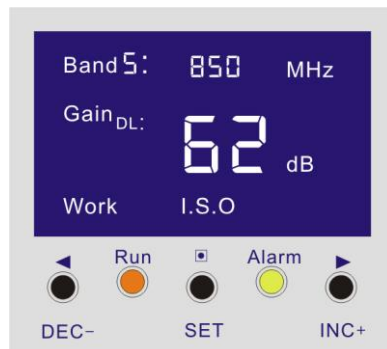 Band 5: 850 MHz
Gain DL: 62 dB
Work I.S.O
Run Alarm
DEC- SET INC+